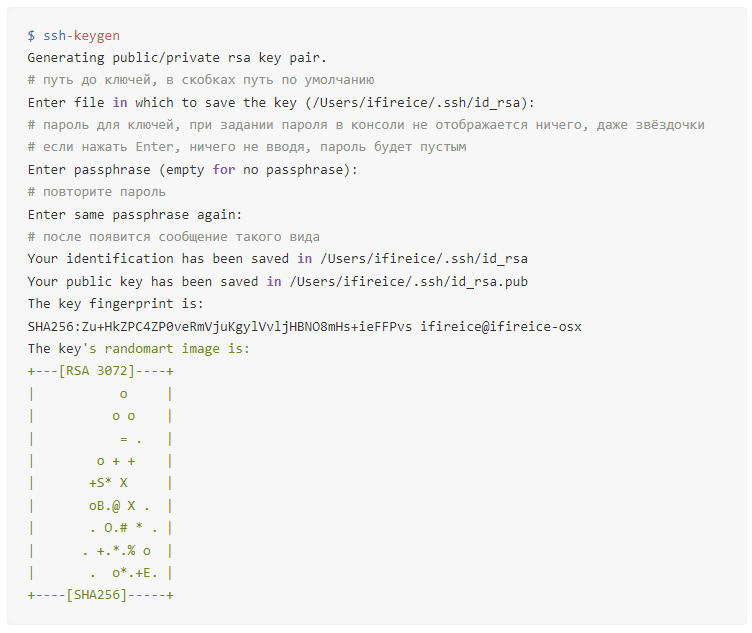 $ ssh-keygen
Generating public/private rsa key pair.
# путь до ключей, в скобках путь по умолчанию
Enter file in which to save the key (/Users/ifireice/.ssh/id_rsa):
# пароль для ключей, при задании пароля в консоли не отображается ничего, даже звёздочки
# если нажать Enter, ничего не вводя, пароль будет пустым
Enter passphrase (empty for no passphrase):
# повторите пароль
Enter same passphrase again:
# после появится сообщение такого вида
Your identification has been saved in /Users/ifireice/.ssh/id_rsa
Your public key has been saved in /Users/ifireice/.ssh/id_rsa.pub
The key fingerprint is:
SHA256:Zu+HkZPC4ZP0veRmVjuKgylVvljHBNO8mHs+ieFFPvs ifireice@ifireice-osx
The key's randomart image is:
+---[RSA 3072]----+
|           o     |
|          o o    |
|           = .   |
|        o + +    |
|       +S* X     |
|       oB.@ X .  |
|       . O.# * . |
|      . +.*.% o  |
|       .  o*.+E. |
+----[SHA256]-----+